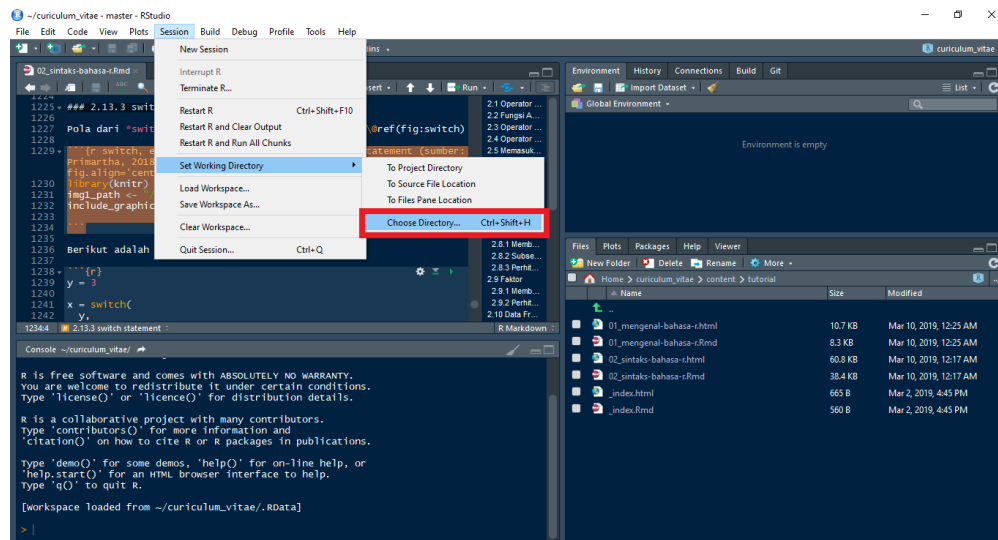 ~/curiculum_vitae - master - RStudio
File Edit Code View Plots Session Build Debug Profile Tools Help
curiculum_vitae
02_sintaks-bahasa-r.Rmd
Run
New Session
Interrupt R
Terminate R...
Restart R Ctrl+Shift+F10
Restart R and Clear Output
Restart R and Run All Chunks
Set Working Directory
Load Workspace...
Save Workspace As...
Clear Workspace...
Quit Session... Ctrl+Q
To Project Directory
To Source File Location
To Files Pane Location
Choose Directory... Ctrl+Shift+H
1225 ### 2.13.3 swit
1226
1227 Pola dari *swit \@ref(fig:switch)
1228
1229 ```{r switch, e tatement (sumber:
Primartha, 2018
fig.align='cent
1230 library(knitr)
1231 img1_path <- "/
1232 include_graphic
1233
1234 ```
1235
1236 Berikut adalah
1237
1238 ```{r}
1239 y = 3
1240
1241 x = switch(
1242 y,
2.1 Operator ...
2.2 Fungsi A...
2.3 Operator ...
2.4 Operator ...
2.5 Memasuk...
2.8.1 Memb...
2.8.2 Subse...
2.8.3 Perhit...
2.9 Faktor
2.9.1 Memb...
2.9.2 Perhit...
2.10 Data Fr...
1234:4 2.13.3 switch statement R Markdown
Console ~/curiculum_vitae/
R is free software and comes with ABSOLUTELY NO WARRANTY.
You are welcome to redistribute it under certain conditions.
Type 'license()' or 'licence()' for distribution details.
R is a collaborative project with many contributors.
Type 'contributors()' for more information and
'citation()' on how to cite R or R packages in publications.
Type 'demo()' for some demos, 'help()' for on-line help, or
'help.start()' for an HTML browser interface to help.
Type 'q()' to quit R.
[Workspace loaded from ~/curiculum_vitae/.RData]
>
Environment History Connections Build Git
Import Dataset List
Global Environment
Environment is empty
Files Plots Packages Help Viewer
New Folder Delete Rename More
Home > curiculum_vitae > content > tutorial
Name Size Modified
..
01_mengenal-bahasa-r.html 10.7 KB Mar 10, 2019, 12:25 AM
01_mengenal-bahasa-r.Rmd 8.3 KB Mar 10, 2019, 12:25 AM
02_sintaks-bahasa-r.html 60.8 KB Mar 10, 2019, 12:17 AM
02_sintaks-bahasa-r.Rmd 38.4 KB Mar 10, 2019, 12:17 AM
_index.html 665 B Mar 2, 2019, 4:45 PM
_index.Rmd 560 B Mar 2, 2019, 4:45 PM